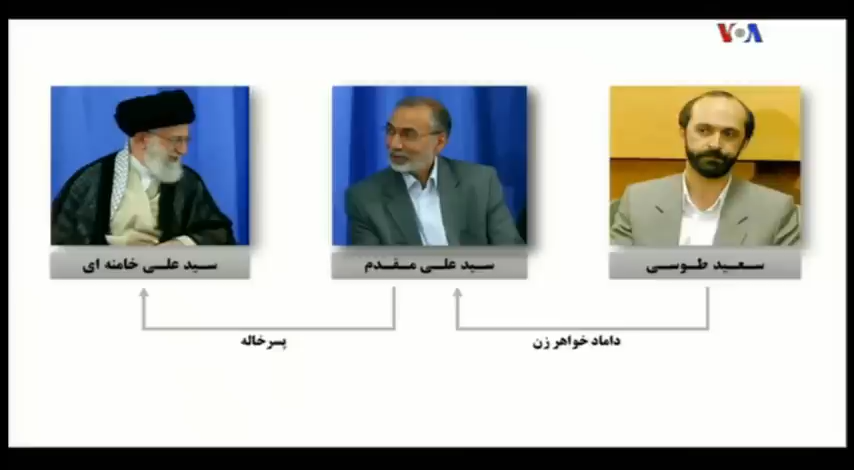 VOA
سعید طوسی
سید علی مقدم
سید علی خامنه ای
داماد خواهر زن
پسرخاله